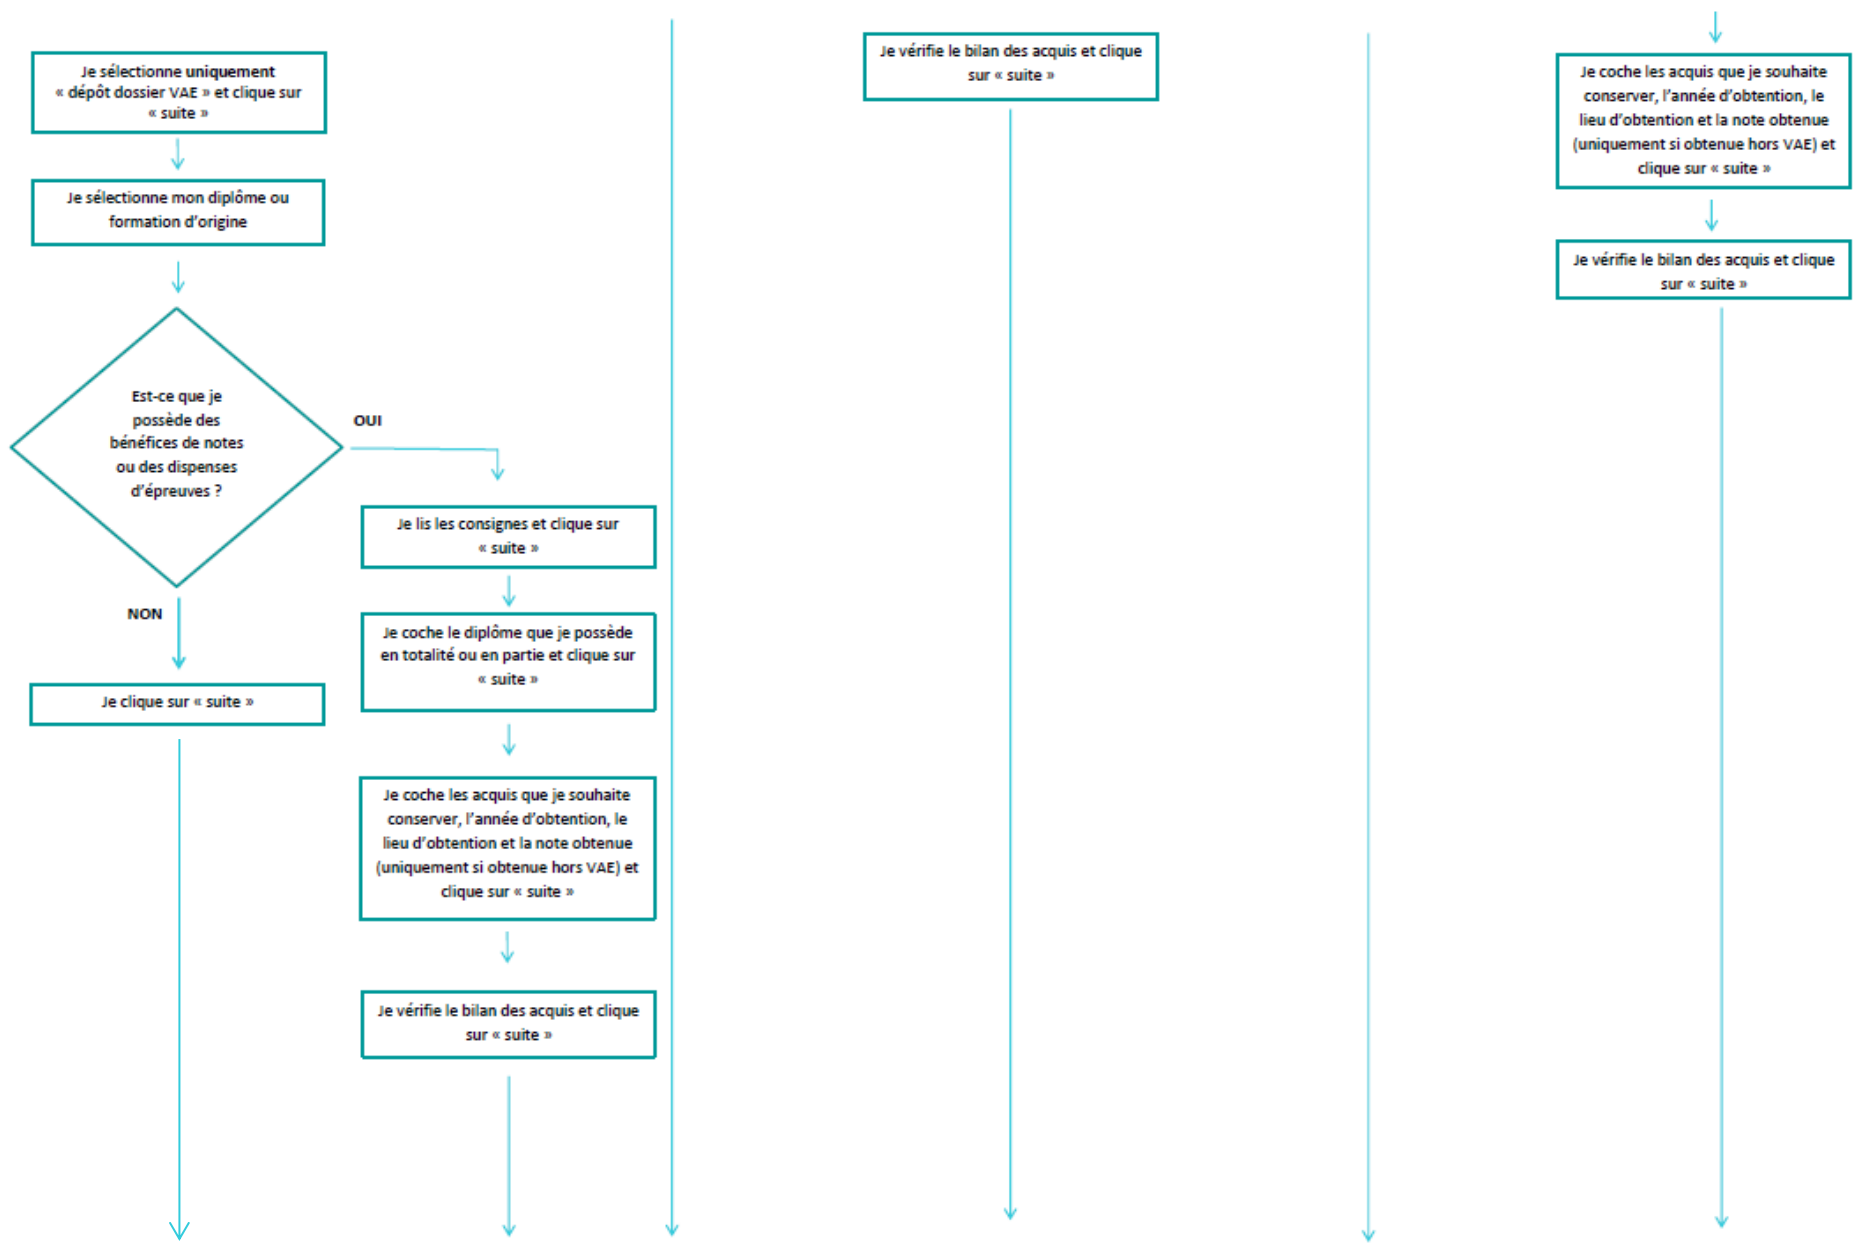 Je sélectionne uniquement
« dépôt dossier VAE » et clique sur
« suite »
Je sélectionne mon diplôme ou
formation d'origine
Est-ce que je
possède des
bénéfices de notes
ou des dispenses
d'épreuves ?
OUI
NON
Je clique sur « suite »
Je lis les consignes et clique sur
« suite »
Je coche le diplôme que je possède
en totalité ou en partie et clique sur
« suite »
Je coche les acquis que je souhaite
conserver, l'année d'obtention, le
lieu d'obtention et la note obtenue
(uniquement si obtenue hors VAE) et
clique sur « suite »
Je vérifie le bilan des acquis et clique
sur « suite »
Je vérifie le bilan des acquis et clique
sur « suite »
Je coche les acquis que je souhaite
conserver, l'année d'obtention, le
lieu d'obtention et la note obtenue
(uniquement si obtenue hors VAE) et
clique sur « suite »
Je vérifie le bilan des acquis et clique
sur « suite »